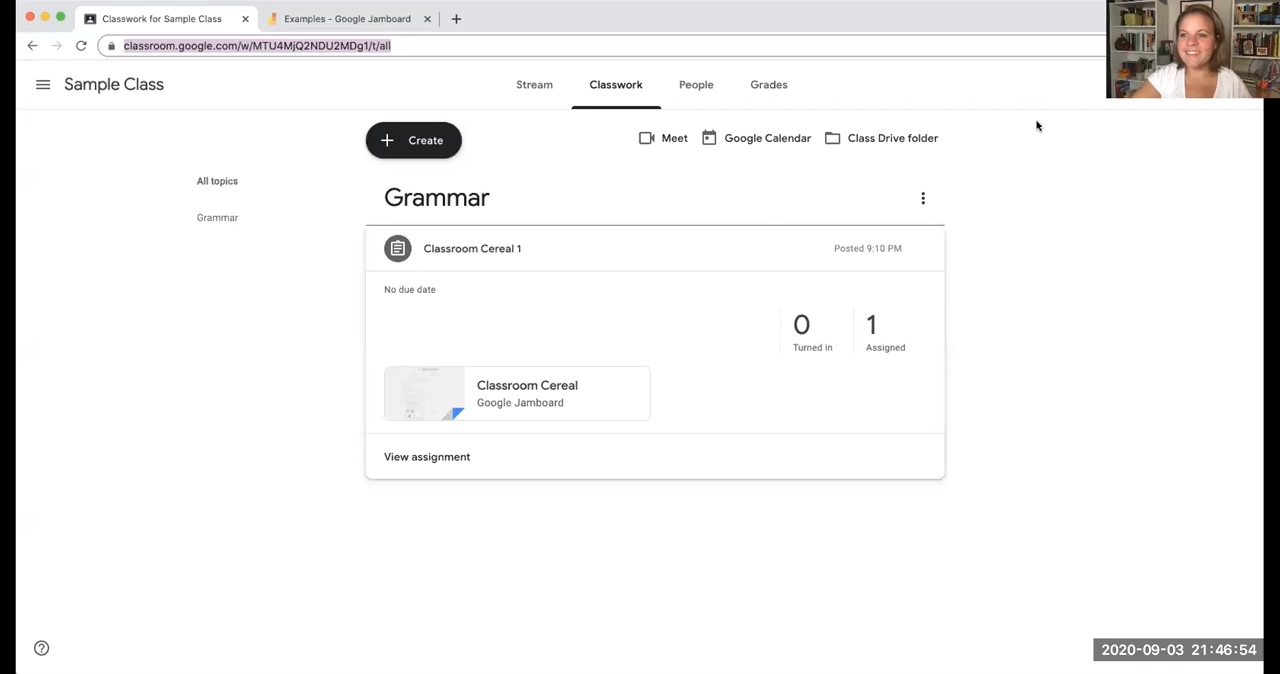 Classwork for Sample Class
Examples - Google Jamboard
classroom.google.com/w/MTU4MjQ2NDU2MDg1/t/all
Sample Class
Stream
Classwork
People
Grades
Create
Meet
Google Calendar
Class Drive folder
All topics
Grammar
Grammar
Classroom Cereal 1
Posted 9:10 PM
No due date
0
Turned in
1
Assigned
Classroom Cereal
Google Jamboard
View assignment
2020-09-03 21:46:54